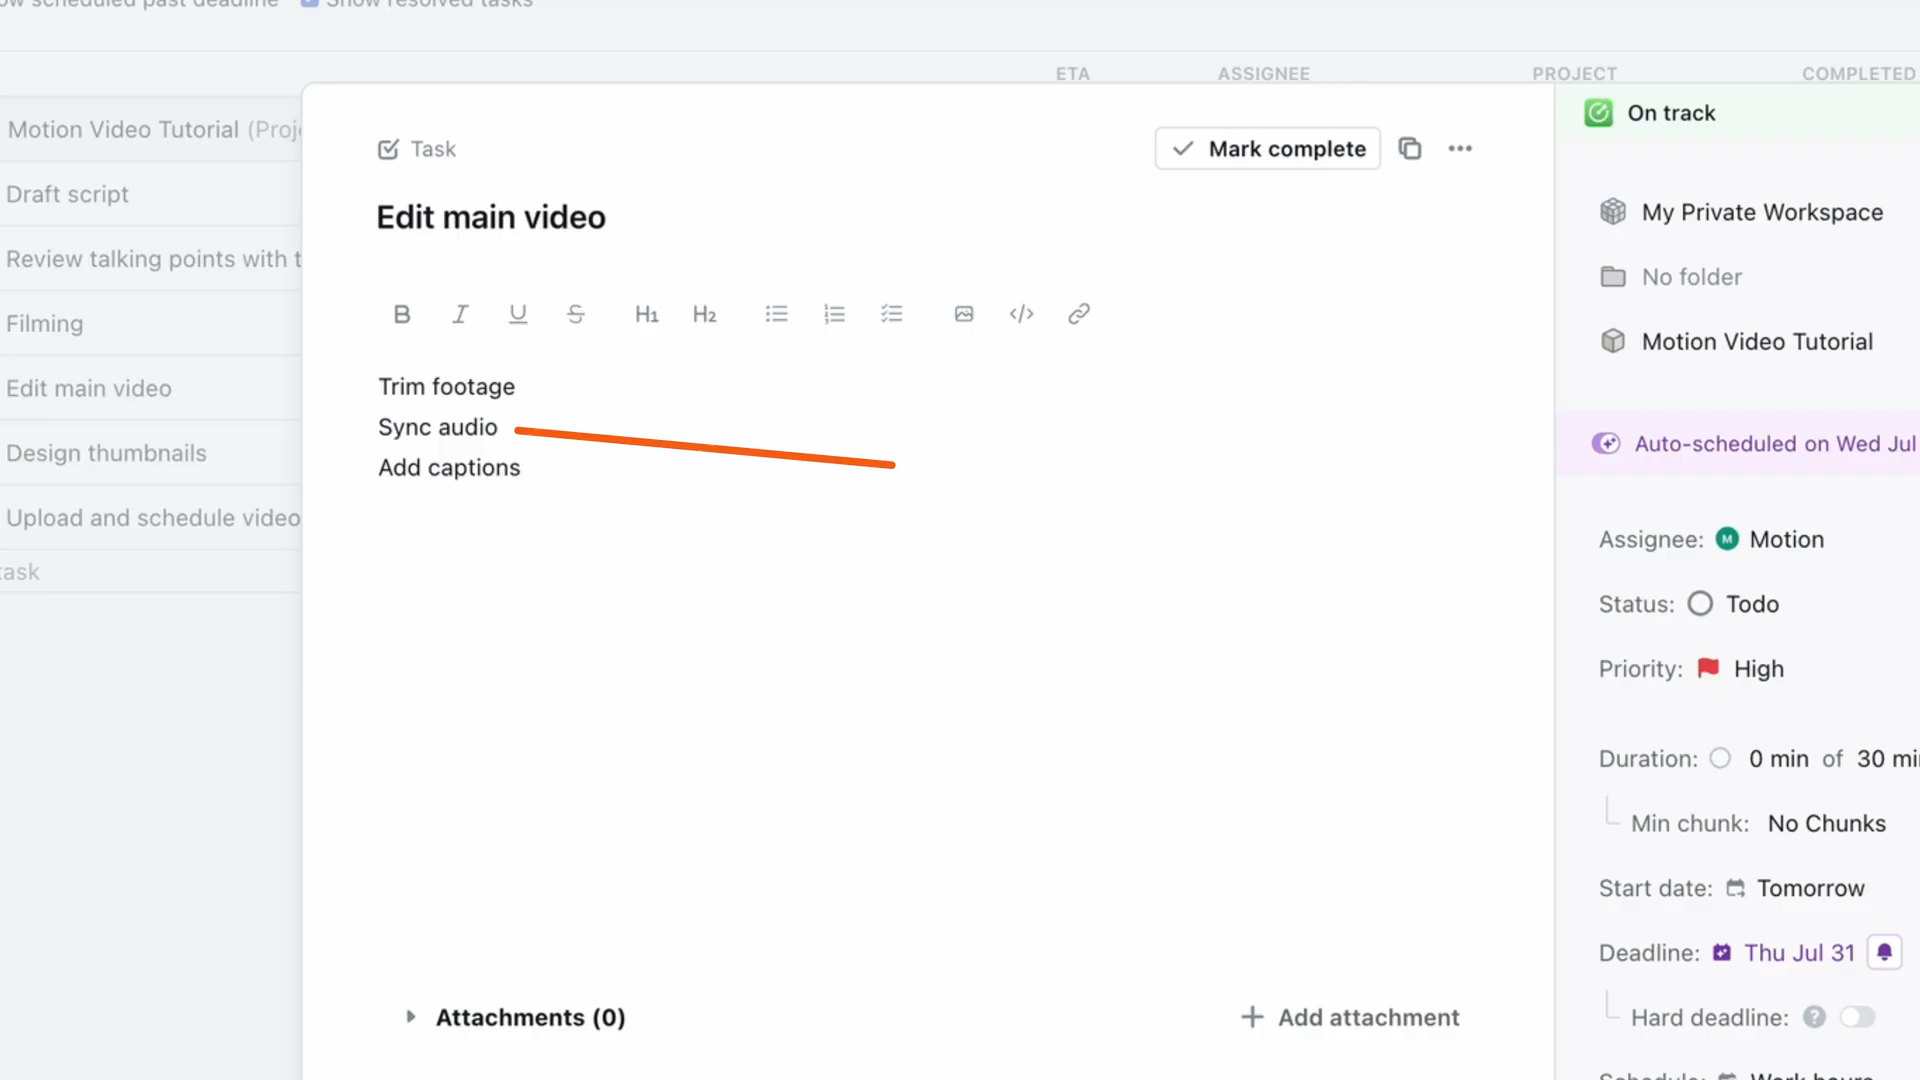 scheduled past deadline Show resolved tasks
ETA ASSIGNEE PROJECT COMPLETED
Motion Video Tutorial
Draft script
Review talking points with
Filming
Edit main video
Design thumbnails
Upload and schedule video
task
Task
Mark complete
Edit main video
B I U S H1 H2
Trim footage
Sync audio
Add captions
Attachments (0)
Add attachment
On track
My Private Workspace
No folder
Motion Video Tutorial
Auto-scheduled on Wed Jul
Assignee: M Motion
Status: Todo
Priority: High
Duration: 0 min of 30 min
Min chunk: No Chunks
Start date: Tomorrow
Deadline: Thu Jul 31
Hard deadline: ?
Schedule: Work hours